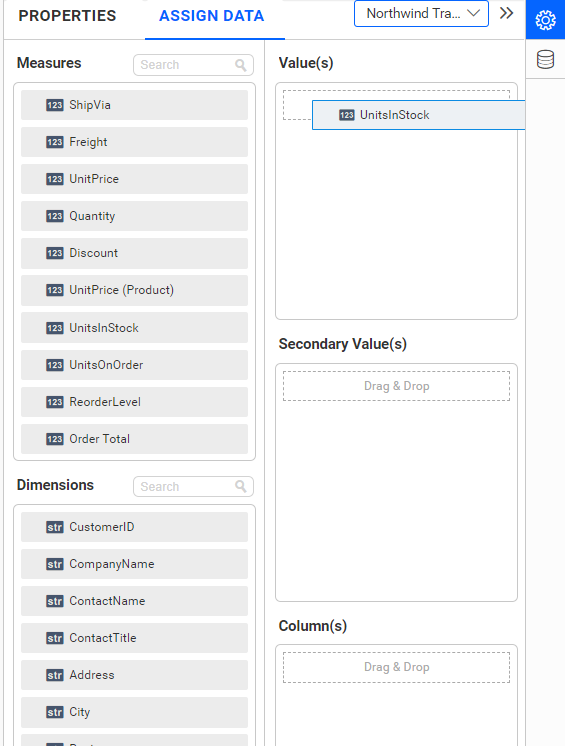 PROPERTIES
ASSIGN DATA
Northwind Tra...
Measures
Search
123 ShipVia
123 Freight
123 UnitPrice
123 Quantity
123 Discount
123 UnitPrice (Product)
123 UnitsInStock
123 UnitsOnOrder
123 ReorderLevel
123 Order Total
Dimensions
Search
str CustomerID
str CompanyName
str ContactName
str ContactTitle
str Address
str City
Value(s)
123 UnitsInStock
Secondary Value(s)
Drag & Drop
Column(s)
Drag & Drop